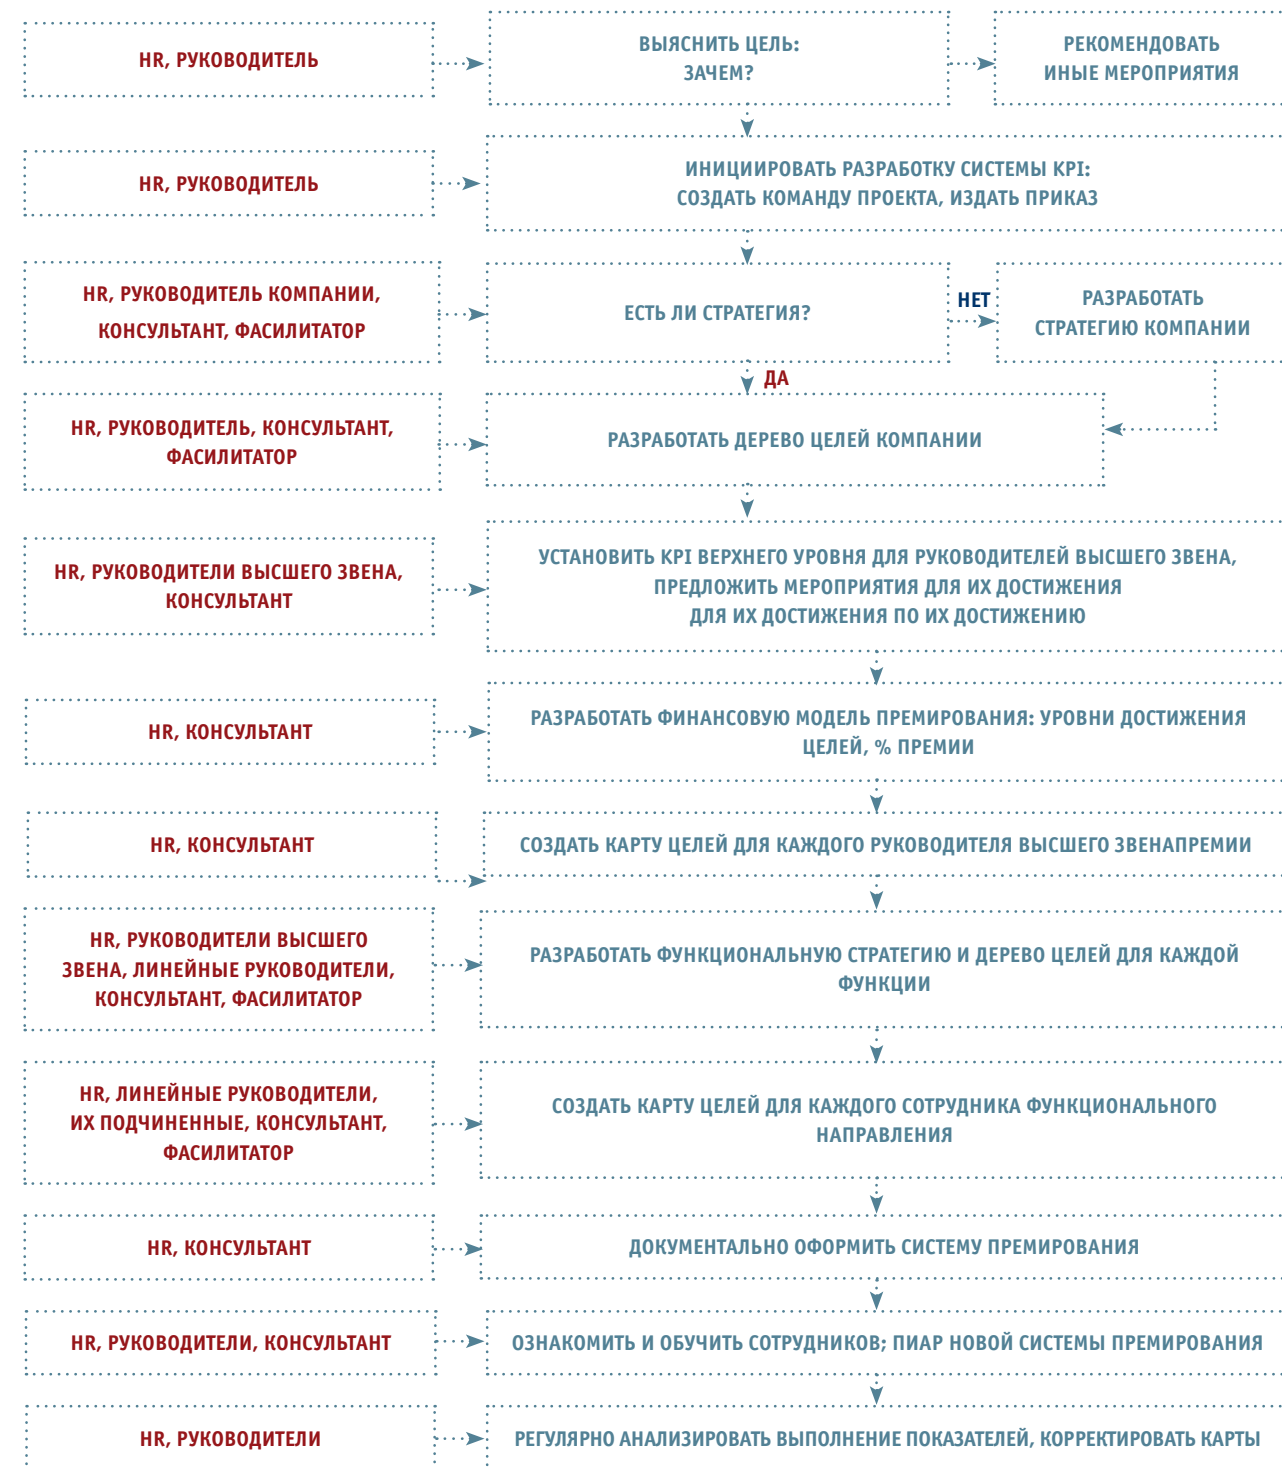 HR, РУКОВОДИТЕЛЬ
ВЫЯСНИТЬ ЦЕЛЬ:
ЗАЧЕМ?
РЕКОМЕНДОВАТЬ
ИНЫЕ МЕРОПРИЯТИЯ
HR, РУКОВОДИТЕЛЬ
ИНИЦИИРОВАТЬ РАЗРАБОТКУ СИСТЕМЫ KPI:
СОЗДАТЬ КОМАНДУ ПРОЕКТА, ИЗДАТЬ ПРИКАЗ
HR, РУКОВОДИТЕЛЬ КОМПАНИИ,
КОНСУЛЬТАНТ, ФАСИЛИТАТОР
ЕСТЬ ЛИ СТРАТЕГИЯ?
НЕТ
РАЗРАБОТАТЬ
СТРАТЕГИЮ КОМПАНИИ
ДА
HR, РУКОВОДИТЕЛЬ, КОНСУЛЬТАНТ,
ФАСИЛИТАТОР
РАЗРАБОТАТЬ ДЕРЕВО ЦЕЛЕЙ КОМПАНИИ
HR, РУКОВОДИТЕЛИ ВЫСШЕГО ЗВЕНА,
КОНСУЛЬТАНТ
УСТАНОВИТЬ KPI ВЕРХНЕГО УРОВНЯ ДЛЯ РУКОВОДИТЕЛЕЙ ВЫСШЕГО ЗВЕНА,
ПРЕДЛОЖИТЬ МЕРОПРИЯТИЯ ДЛЯ ИХ ДОСТИЖЕНИЯ
ДЛЯ ИХ ДОСТИЖЕНИЯ ПО ИХ ДОСТИЖЕНИЮ
HR, КОНСУЛЬТАНТ
РАЗРАБОТАТЬ ФИНАНСОВУЮ МОДЕЛЬ ПРЕМИРОВАНИЯ: УРОВНИ ДОСТИЖЕНИЯ
ЦЕЛЕЙ, % ПРЕМИИ
HR, КОНСУЛЬТАНТ
СОЗДАТЬ КАРТУ ЦЕЛЕЙ ДЛЯ КАЖДОГО РУКОВОДИТЕЛЯ ВЫСШЕГО ЗВЕНАПРЕМИИ
HR, РУКОВОДИТЕЛИ ВЫСШЕГО
ЗВЕНА, ЛИНЕЙНЫЕ РУКОВОДИТЕЛИ,
КОНСУЛЬТАНТ, ФАСИЛИТАТОР
РАЗРАБОТАТЬ ФУНКЦИОНАЛЬНУЮ СТРАТЕГИЮ И ДЕРЕВО ЦЕЛЕЙ ДЛЯ КАЖДОЙ
ФУНКЦИИ
HR, ЛИНЕЙНЫЕ РУКОВОДИТЕЛИ,
ИХ ПОДЧИНЕННЫЕ, КОНСУЛЬТАНТ,
ФАСИЛИТАТОР
СОЗДАТЬ КАРТУ ЦЕЛЕЙ ДЛЯ КАЖДОГО СОТРУДНИКА ФУНКЦИОНАЛЬНОГО
НАПРАВЛЕНИЯ
HR, КОНСУЛЬТАНТ
ДОКУМЕНТАЛЬНО ОФОРМИТЬ СИСТЕМУ ПРЕМИРОВАНИЯ
HR, РУКОВОДИТЕЛИ, КОНСУЛЬТАНТ
ОЗНАКОМИТЬ И ОБУЧИТЬ СОТРУДНИКОВ; ПИАР НОВОЙ СИСТЕМЫ ПРЕМИРОВАНИЯ
HR, РУКОВОДИТЕЛИ
РЕГУЛЯРНО АНАЛИЗИРОВАТЬ ВЫПОЛНЕНИЕ ПОКАЗАТЕЛЕЙ, КОРРЕКТИРОВАТЬ КАРТЫ